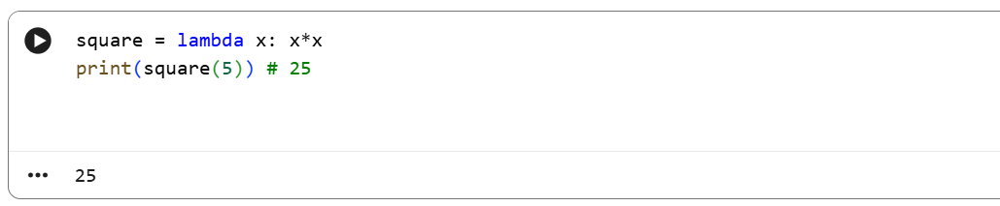 square = lambda x: x*x
print(square(5)) # 25
25